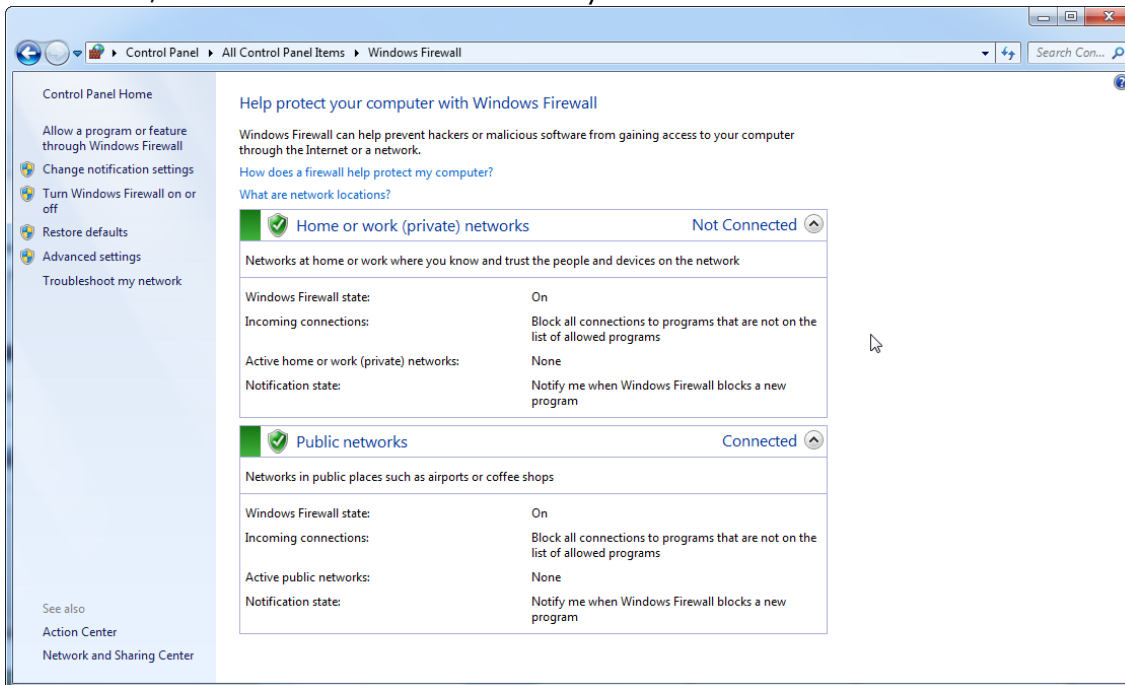 Control Panel ▸ All Control Panel Items ▸ Windows Firewall
Search Con...
Control Panel Home
Allow a program or feature
through Windows Firewall
Change notification settings
Turn Windows Firewall on or
off
Restore defaults
Advanced settings
Troubleshoot my network
See also
Action Center
Network and Sharing Center
Help protect your computer with Windows Firewall
Windows Firewall can help prevent hackers or malicious software from gaining access to your computer
through the Internet or a network.
How does a firewall help protect my computer?
What are network locations?
Home or work (private) networks Not Connected
Networks at home or work where you know and trust the people and devices on the network
Windows Firewall state: On
Incoming connections: Block all connections to programs that are not on the
list of allowed programs
Active home or work (private) networks: None
Notification state: Notify me when Windows Firewall blocks a new
program
Public networks Connected
Networks in public places such as airports or coffee shops
Windows Firewall state: On
Incoming connections: Block all connections to programs that are not on the
list of allowed programs
Active public networks: None
Notification state: Notify me when Windows Firewall blocks a new
program